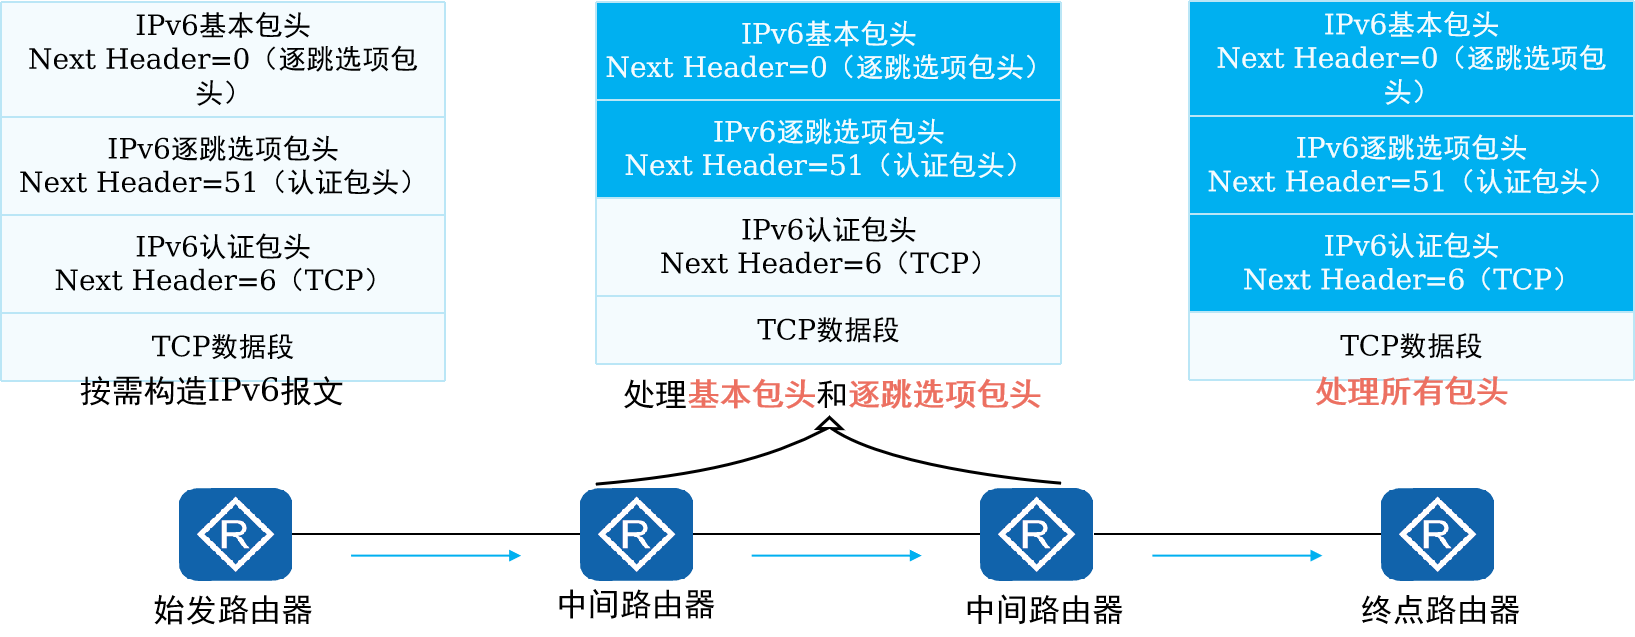 IPv6基本包头
Next Header=0（逐跳选项包
头）
IPv6逐跳选项包头
Next Header=51（认证包头）
IPv6认证包头
Next Header=6（TCP）
TCP数据段
按需构造IPv6报文
IPv6基本包头
Next Header=0（逐跳选项包头）
IPv6逐跳选项包头
Next Header=51（认证包头）
IPv6认证包头
Next Header=6（TCP）
TCP数据段
处理基本包头和逐跳选项包头
IPv6基本包头
Next Header=0（逐跳选项包
头）
IPv6逐跳选项包头
Next Header=51（认证包头）
IPv6认证包头
Next Header=6（TCP）
TCP数据段
处理所有包头
R
R
R
R
始发路由器
中间路由器
中间路由器
终点路由器